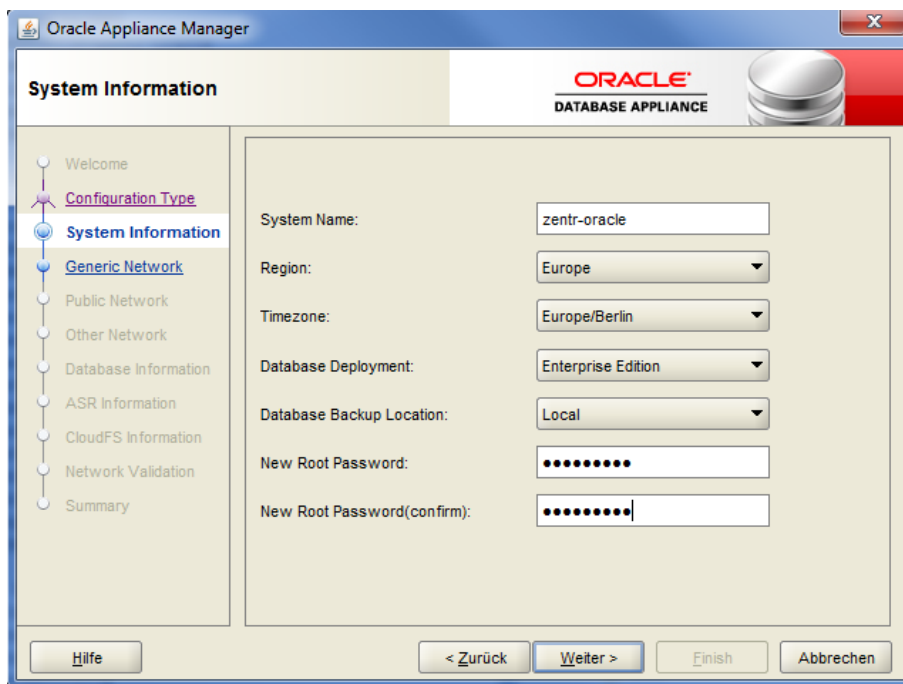 Oracle Appliance Manager
System Information
ORACLE
DATABASE APPLIANCE
Welcome
Configuration Type
System Information
Generic Network
Public Network
Other Network
Database Information
ASR Information
CloudFS Information
Network Validation
Summary
System Name: zentr-oracle
Region: Europe
Timezone: Europe/Berlin
Database Deployment: Enterprise Edition
Database Backup Location: Local
New Root Password: ●●●●●●●●●
New Root Password(confirm): ●●●●●●●●●
Hilfe
< Zurück
Weiter >
Finish
Abbrechen